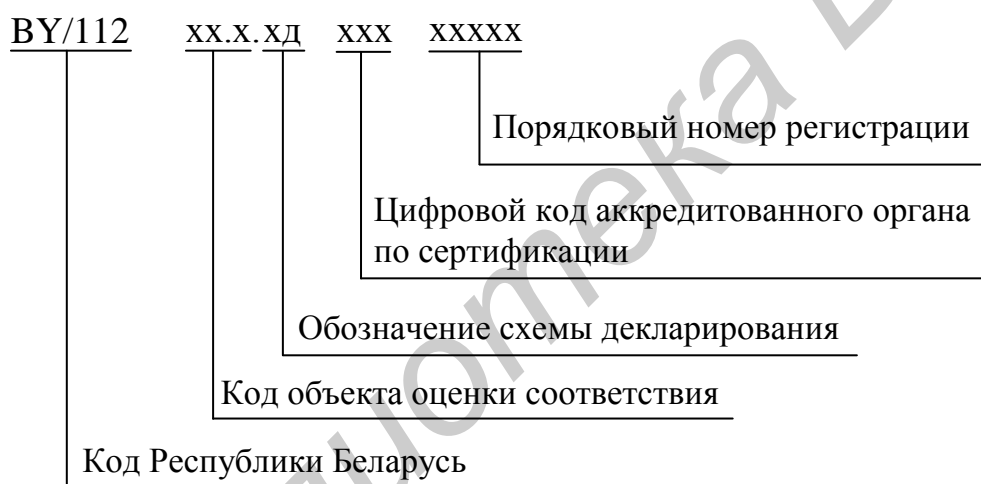 BY/112 хх.х.хд ххх ххххх
Порядковый номер регистрации
Цифровой код аккредитованного органа
по сертификации
Обозначение схемы декларирования
Код объекта оценки соответствия
Код Республики Беларусь